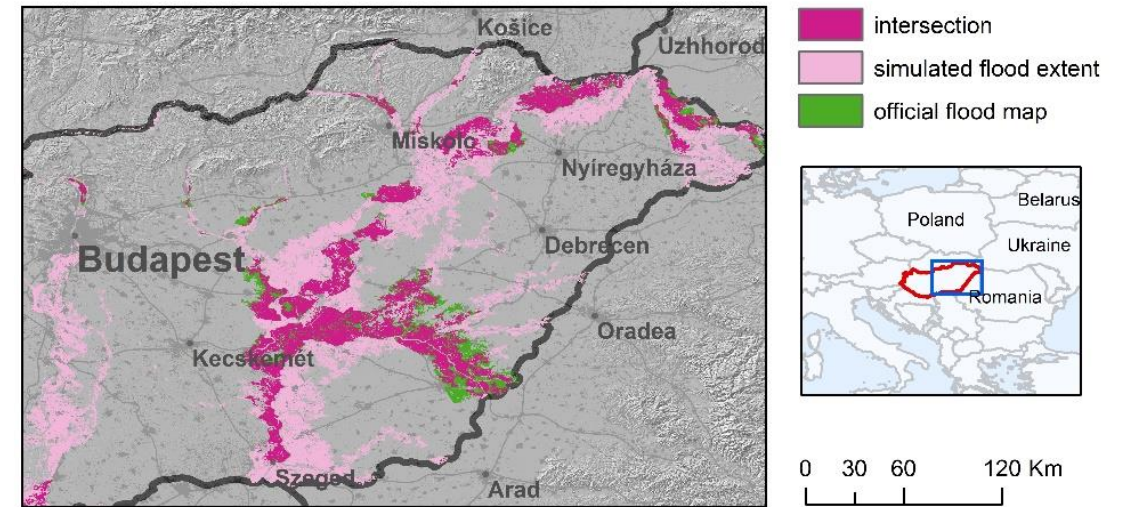 Košice
Uzhhorod
Miskolc
Nyíregyháza
Budapest
Debrecen
Oradea
Kecskemét
Szeged
Arad
intersection
simulated flood extent
official flood map
Belarus
Poland
Ukraine
Romania
0 30 60 120 Km